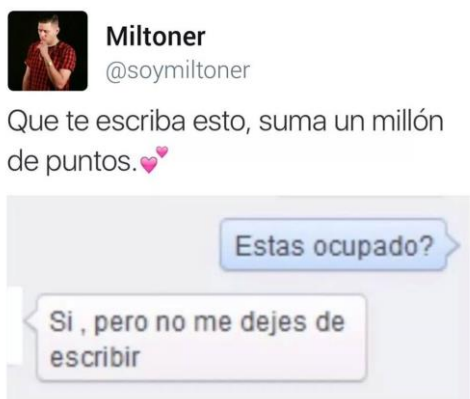 Miltoner
@soymiltoner
Que te escriba esto, suma un millón
de puntos.💕
Estas ocupado?
Si , pero no me dejes de
escribir